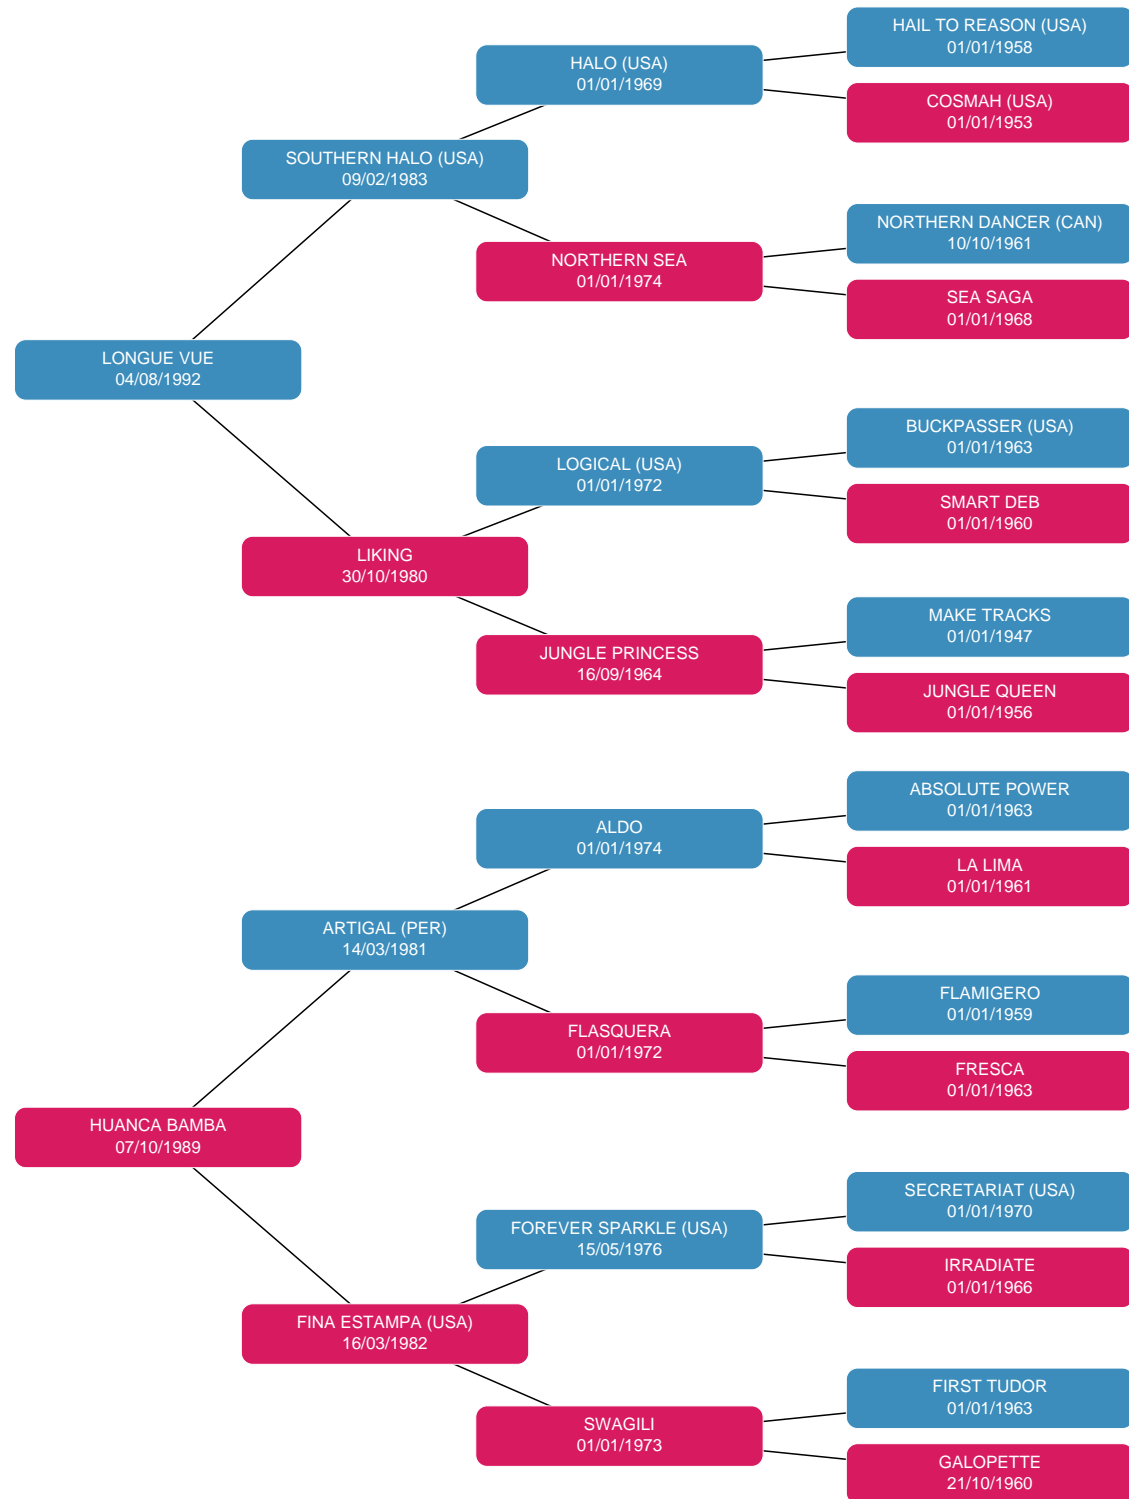 HAIL TO REASON (USA)
01/01/1958
HALO (USA)
01/01/1969
COSMAH (USA)
01/01/1953
SOUTHERN HALO (USA)
09/02/1983
NORTHERN DANCER (CAN)
10/10/1961
NORTHERN SEA
01/01/1974
SEA SAGA
01/01/1968
LONGUE VUE
04/08/1992
BUCKPASSER (USA)
01/01/1963
LOGICAL (USA)
01/01/1972
SMART DEB
01/01/1960
LIKING
30/10/1980
MAKE TRACKS
01/01/1947
JUNGLE PRINCESS
16/09/1964
JUNGLE QUEEN
01/01/1956
ABSOLUTE POWER
01/01/1963
ALDO
01/01/1974
LA LIMA
01/01/1961
ARTIGAL (PER)
14/03/1981
FLAMIGERO
01/01/1959
FLASQUERA
01/01/1972
FRESCA
01/01/1963
HUANCA BAMBA
07/10/1989
SECRETARIAT (USA)
01/01/1970
FOREVER SPARKLE (USA)
15/05/1976
IRRADIATE
01/01/1966
FINA ESTAMPA (USA)
16/03/1982
FIRST TUDOR
01/01/1963
SWAGILI
01/01/1973
GALOPETTE
21/10/1960